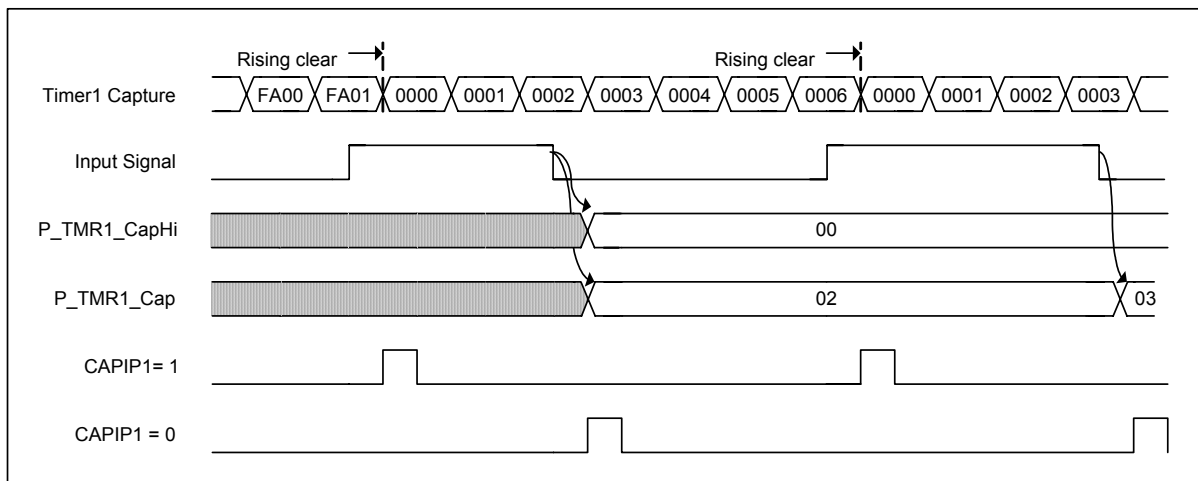 Rising clear Rising clear
Timer1 Capture FA00 FA01 0000 0001 0002 0003 0004 0005 0006 0000 0001 0002 0003
Input Signal
P_TMR1_CapHi 00
P_TMR1_Cap 02 03
CAPIP1= 1
CAPIP1 = 0